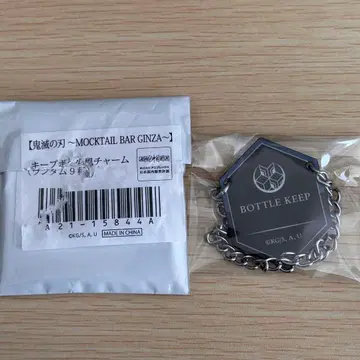 【鬼滅の刃 ～MOCKTAIL BAR GINZA～】
キープボトル風チャーム
ランダム9種
A21-15844A
©KG/S, A, U
MADE IN CHINA
BOTTLE KEEP
©KG/S, A, U